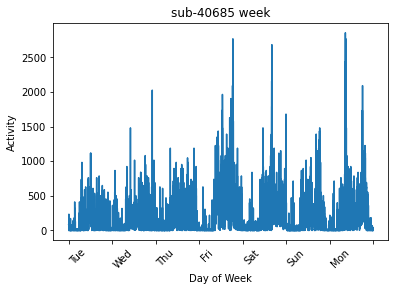 sub-40685 week
2500
2000
1500
1000
500
0
Activity
Tue
Wed
Thu
Fri
Sat
Sun
Mon
Day of Week